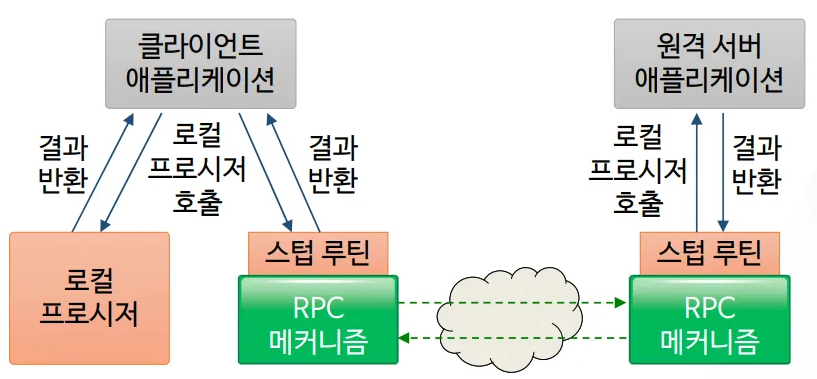 클라이언트
애플리케이션
원격 서버
애플리케이션
결과
반환
로컬
프로시저
호출
결과
반환
로컬
프로시저
호출
결과
반환
로컬
프로시저
스텁 루틴
RPC
메커니즘
스텁 루틴
RPC
메커니즘